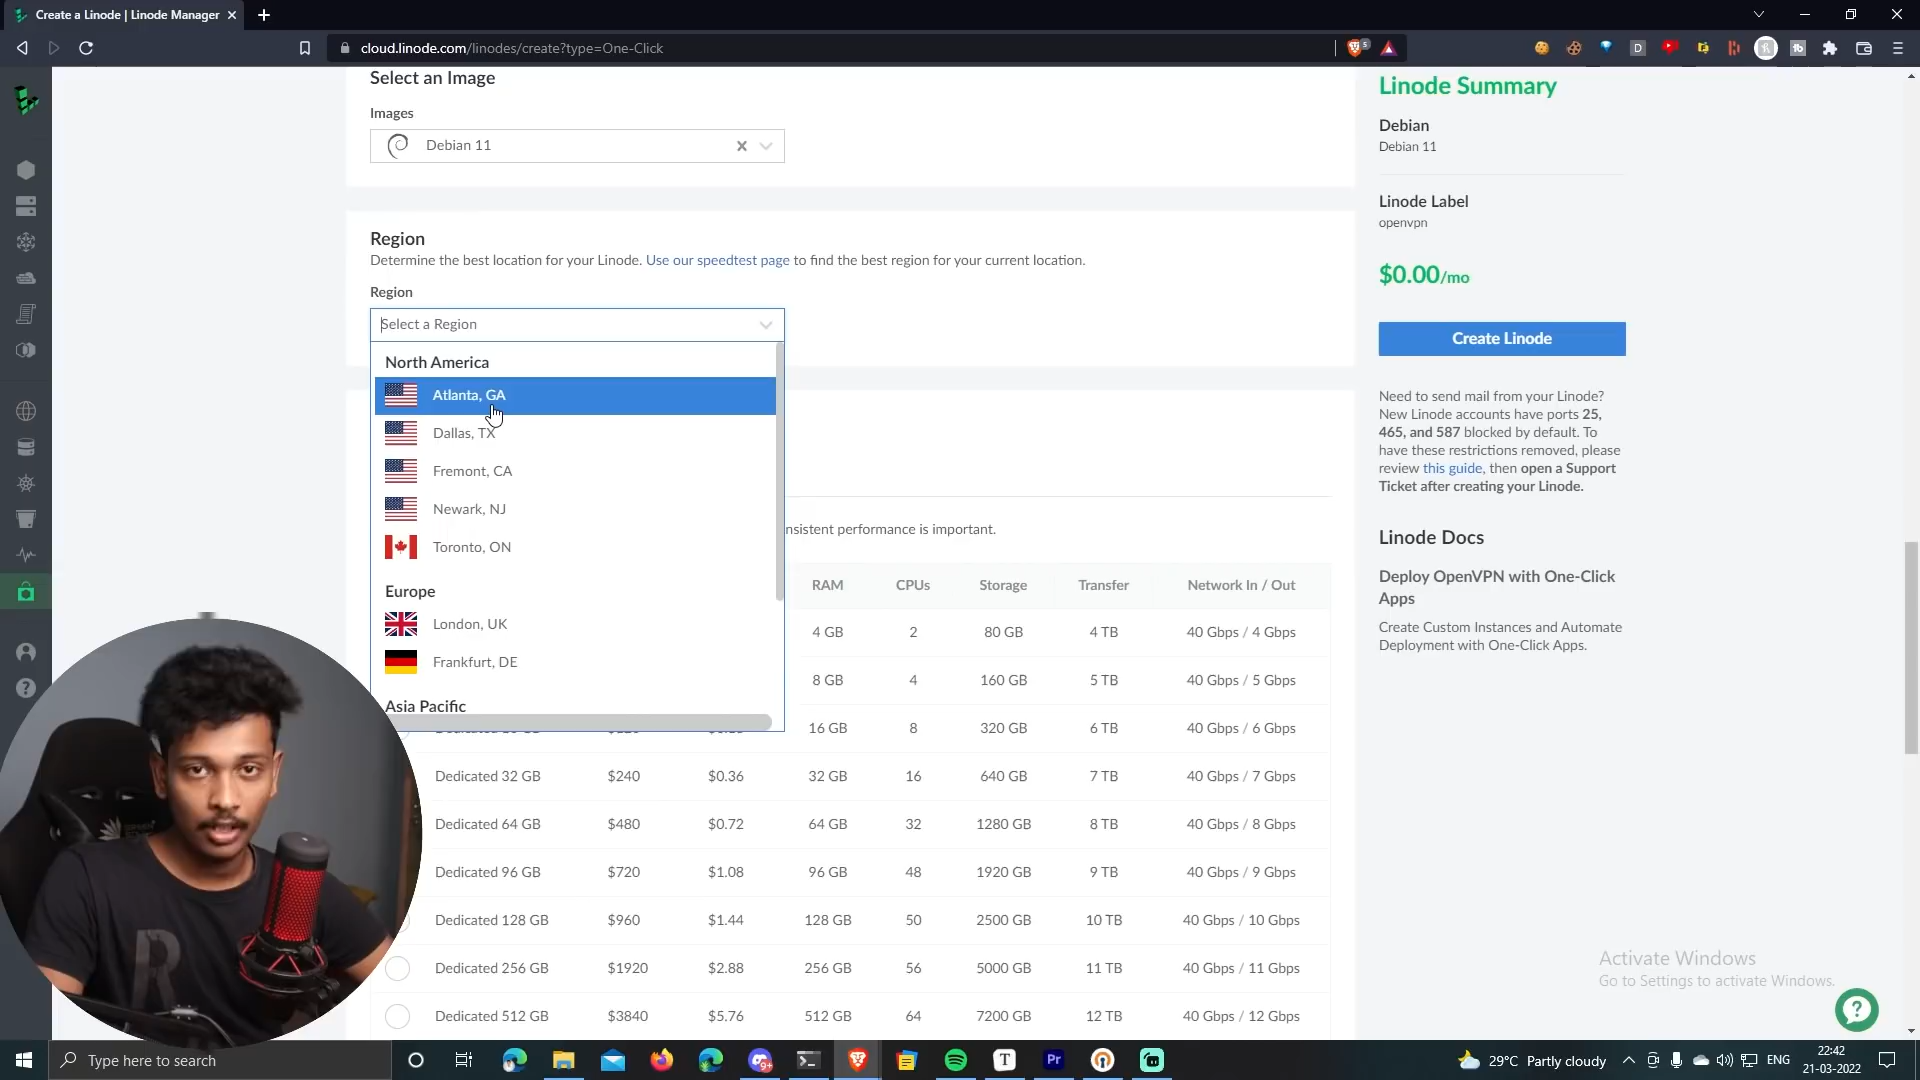 Create a Linode | Linode Manager
cloud.linode.com/linodes/create?type=One-Click
Select an Image
Images
Debian 11
Region
Determine the best location for your Linode. Use our speedtest page to find the best region for your current location.
Region
Select a Region
North America
Atlanta, GA
Dallas, TX
Fremont, CA
Newark, NJ
Toronto, ON
Europe
London, UK
Frankfurt, DE
Asia Pacific
nsistent performance is important.
RAM CPUs Storage Transfer Network In / Out
4 GB 2 80 GB 4 TB 40 Gbps / 4 Gbps
8 GB 4 160 GB 5 TB 40 Gbps / 5 Gbps
16 GB 8 320 GB 6 TB 40 Gbps / 6 Gbps
Dedicated 32 GB $240 $0.36 32 GB 16 640 GB 7 TB 40 Gbps / 7 Gbps
Dedicated 64 GB $480 $0.72 64 GB 32 1280 GB 8 TB 40 Gbps / 8 Gbps
Dedicated 96 GB $720 $1.08 96 GB 48 1920 GB 9 TB 40 Gbps / 9 Gbps
Dedicated 128 GB $960 $1.44 128 GB 50 2500 GB 10 TB 40 Gbps / 10 Gbps
Dedicated 256 GB $1920 $2.88 256 GB 56 5000 GB 11 TB 40 Gbps / 11 Gbps
Dedicated 512 GB $3840 $5.76 512 GB 64 7200 GB 12 TB 40 Gbps / 12 Gbps
Linode Summary
Debian
Debian 11
Linode Label
openvpn
$0.00/mo
Create Linode
Need to send mail from your Linode?
New Linode accounts have ports 25,
465, and 587 blocked by default. To
have these restrictions removed, please
review this guide, then open a Support
Ticket after creating your Linode.
Linode Docs
Deploy OpenVPN with One-Click
Apps
Create Custom Instances and Automate
Deployment with One-Click Apps.
Activate Windows
Go to Settings to activate Windows.
Type here to search
29°C Partly cloudy
ENG
22:42
21-03-2022